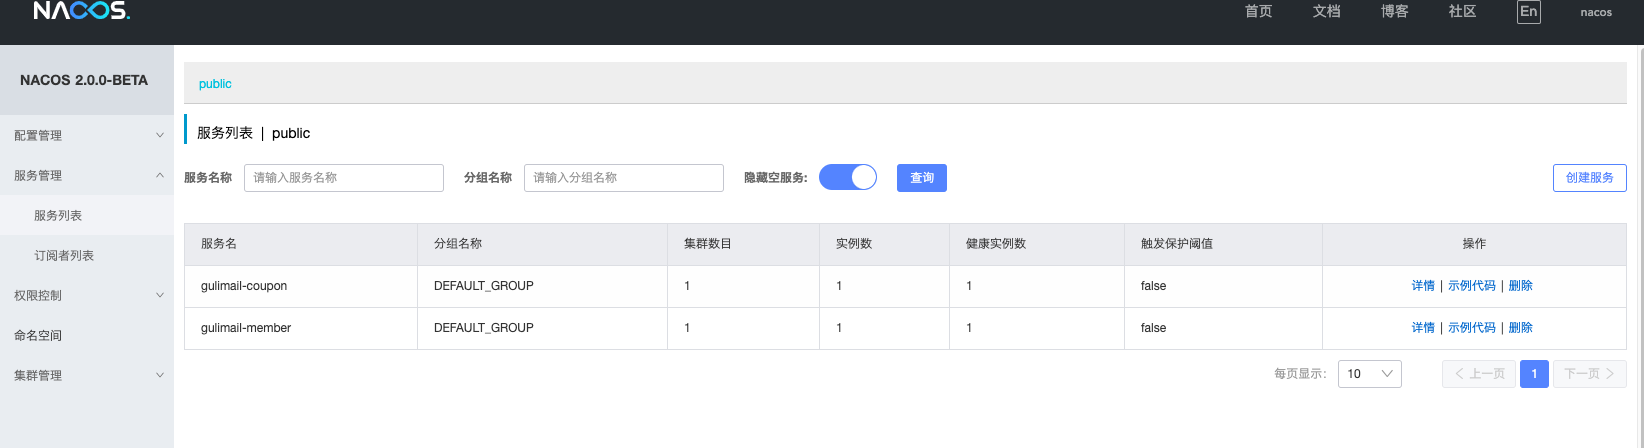 NACOS. 首页 文档 博客 社区 En nacos
NACOS 2.0.0-BETA
配置管理
服务管理
服务列表
订阅者列表
权限控制
命名空间
集群管理
public
服务列表 | public
服务名称 请输入服务名称 分组名称 请输入分组名称 隐藏空服务: 查询 创建服务
服务名 分组名称 集群数目 实例数 健康实例数 触发保护阈值 操作
gulimail-coupon DEFAULT_GROUP 1 1 1 false 详情 | 示例代码 | 删除
gulimail-member DEFAULT_GROUP 1 1 1 false 详情 | 示例代码 | 删除
每页显示: 10 上一页 1 下一页